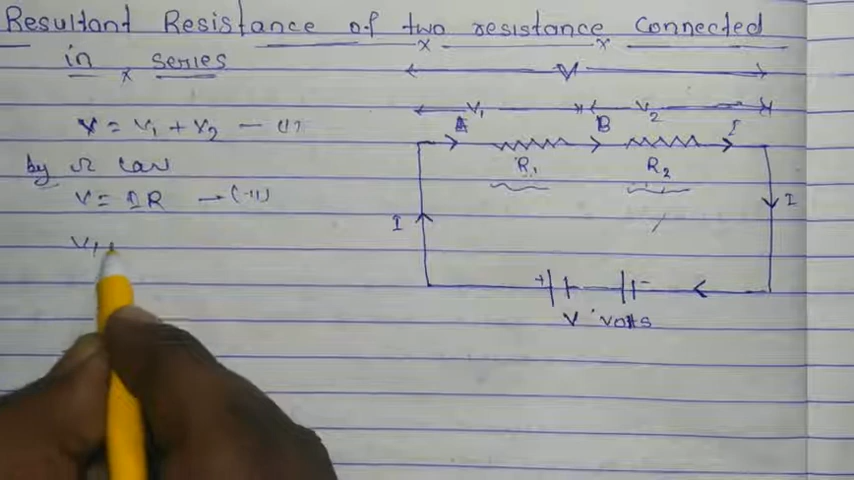 Resultant Resistance of two resistance connected
in series
V
V1 V2
V = V1 + V2 — (i)
A B I
by Ω law
R1 R2
V = IR → (ii)
I
I
V1
+ -
V volts